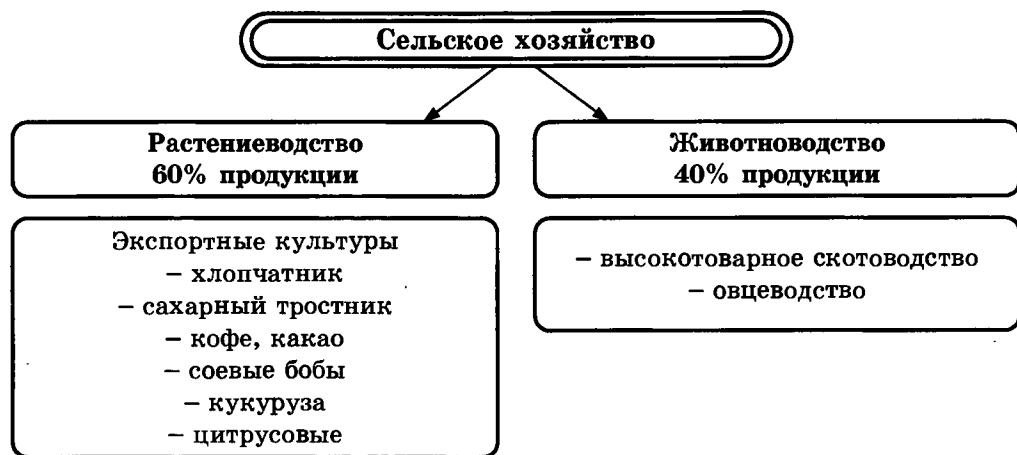 Сельское хозяйство
Растениеводство
60% продукции
Животноводство
40% продукции
Экспортные культуры
– хлопчатник
– сахарный тростник
– кофе, какао
– соевые бобы
– кукуруза
– цитрусовые
– высокотоварное скотоводство
– овцеводство